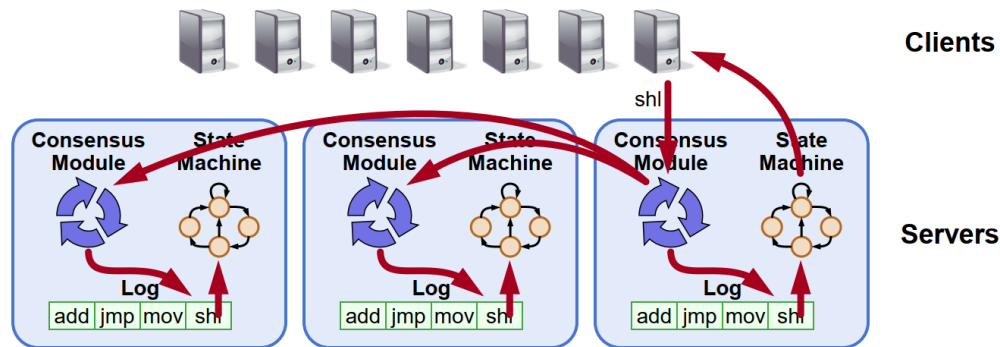 Clients
shl
Consensus Module
State Machine
Log
add jmp mov shl
Consensus Module
State Machine
Log
add jmp mov shl
Consensus Module
State Machine
Log
add jmp mov shl
Servers